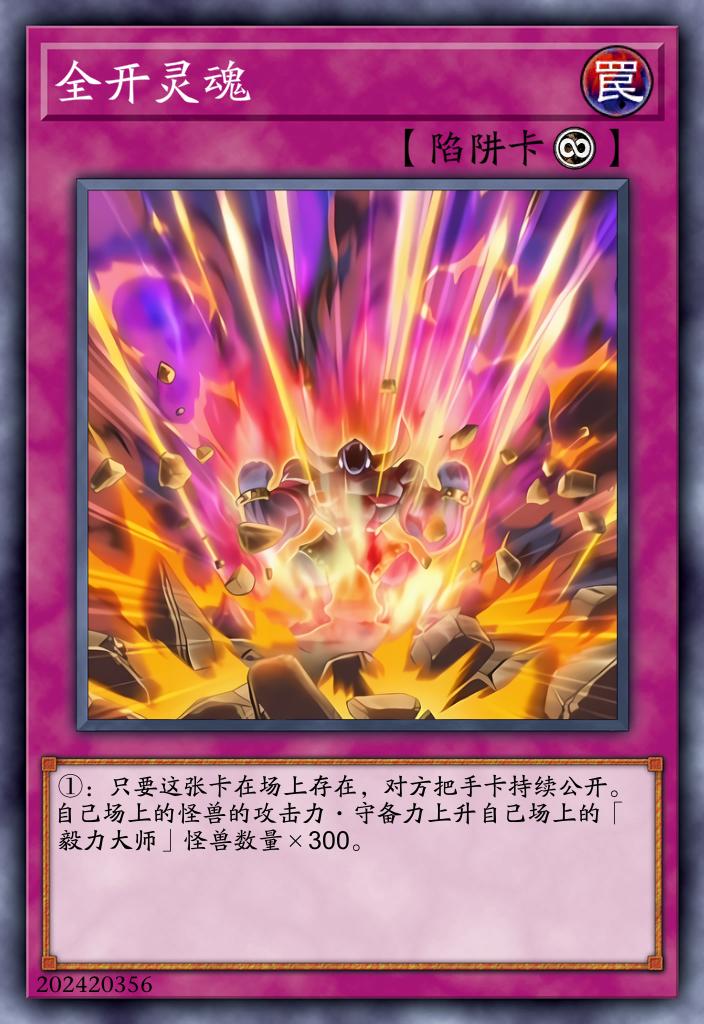 全开灵魂
罠
【陷阱卡】
①：只要这张卡在场上存在，对方把手卡持续公开。
自己场上的怪兽的攻击力・守备力上升自己场上的「
毅力大师」怪兽数量×300。
202420356